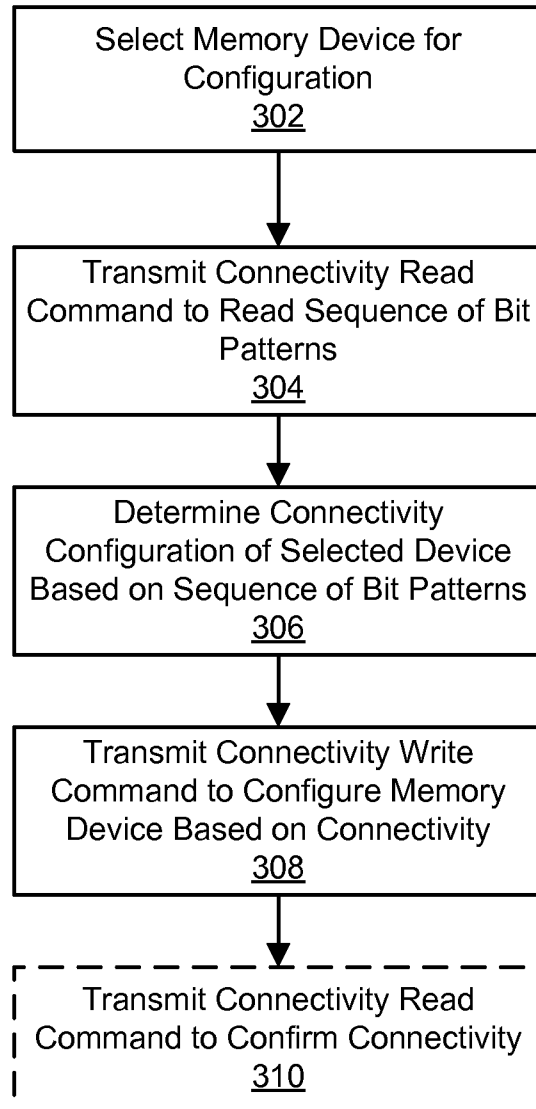 Select Memory Device for
Configuration
302
Transmit Connectivity Read
Command to Read Sequence of Bit
Patterns
304
Determine Connectivity
Configuration of Selected Device
Based on Sequence of Bit Patterns
306
Transmit Connectivity Write
Command to Configure Memory
Device Based on Connectivity
308
Transmit Connectivity Read
Command to Confirm Connectivity
310